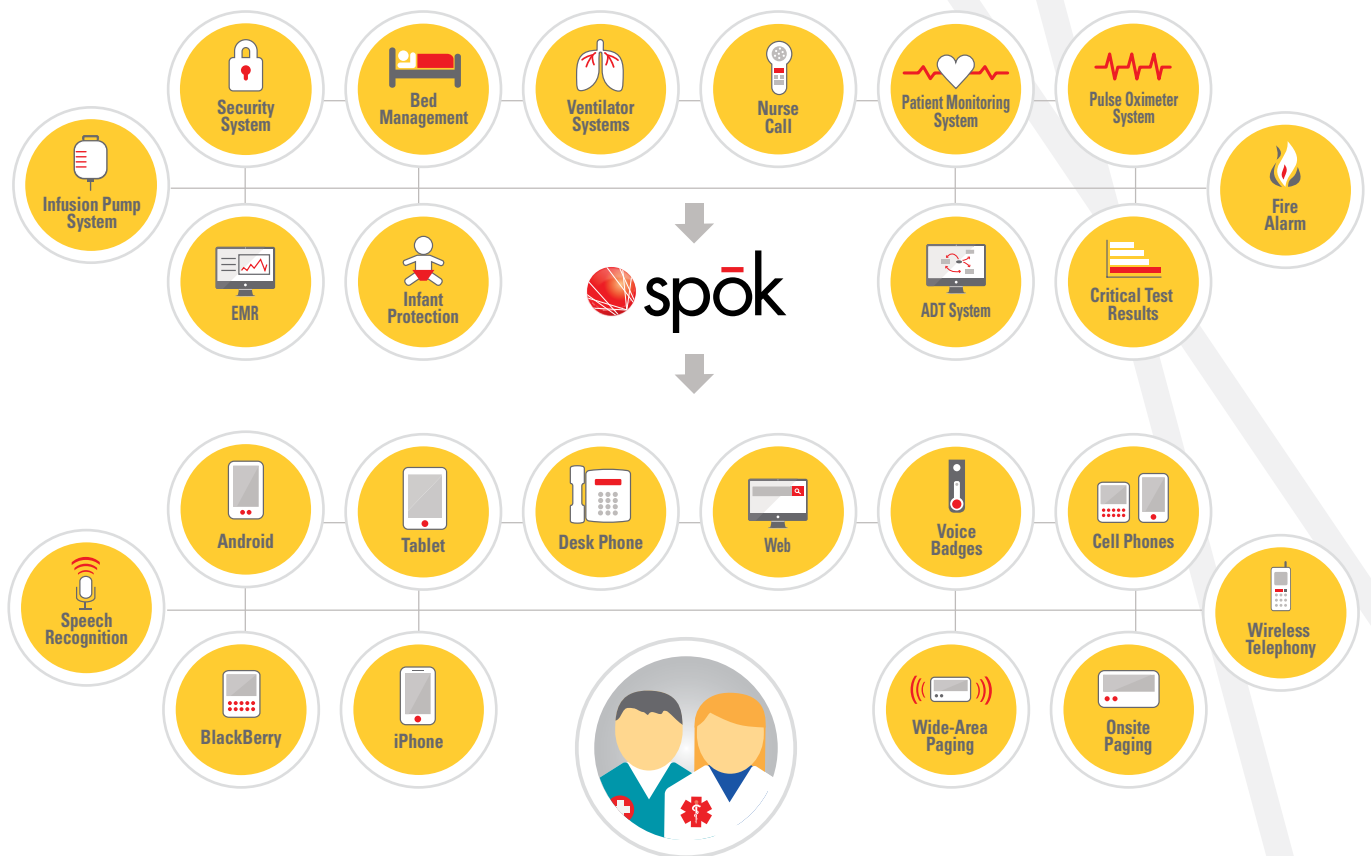 Security
System
Bed
Management
Ventilator
Systems
Nurse
Call
Patient Monitoring
System
Pulse Oximeter
System
Infusion Pump
System
Fire
Alarm
EMR
Infant
Protection
spōk
ADT System
Critical Test
Results
Android
Tablet
Desk Phone
Web
Voice
Badges
Cell Phones
Speech
Recognition
Wireless
Telephony
BlackBerry
iPhone
Wide-Area
Paging
Onsite
Paging